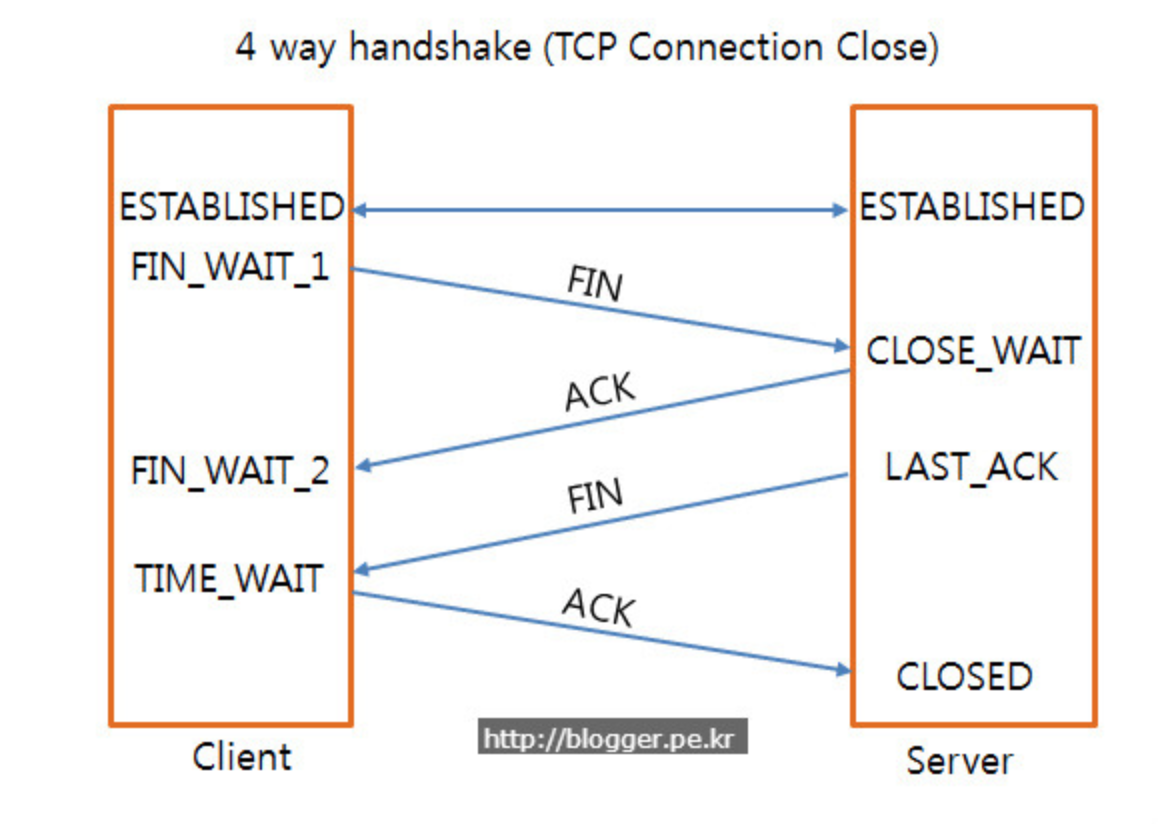 4 way handshake (TCP Connection Close)
ESTABLISHED
ESTABLISHED
FIN_WAIT_1
FIN
CLOSE_WAIT
ACK
FIN_WAIT_2
LAST_ACK
FIN
TIME_WAIT
ACK
CLOSED
http://blogger.pe.kr
Client
Server